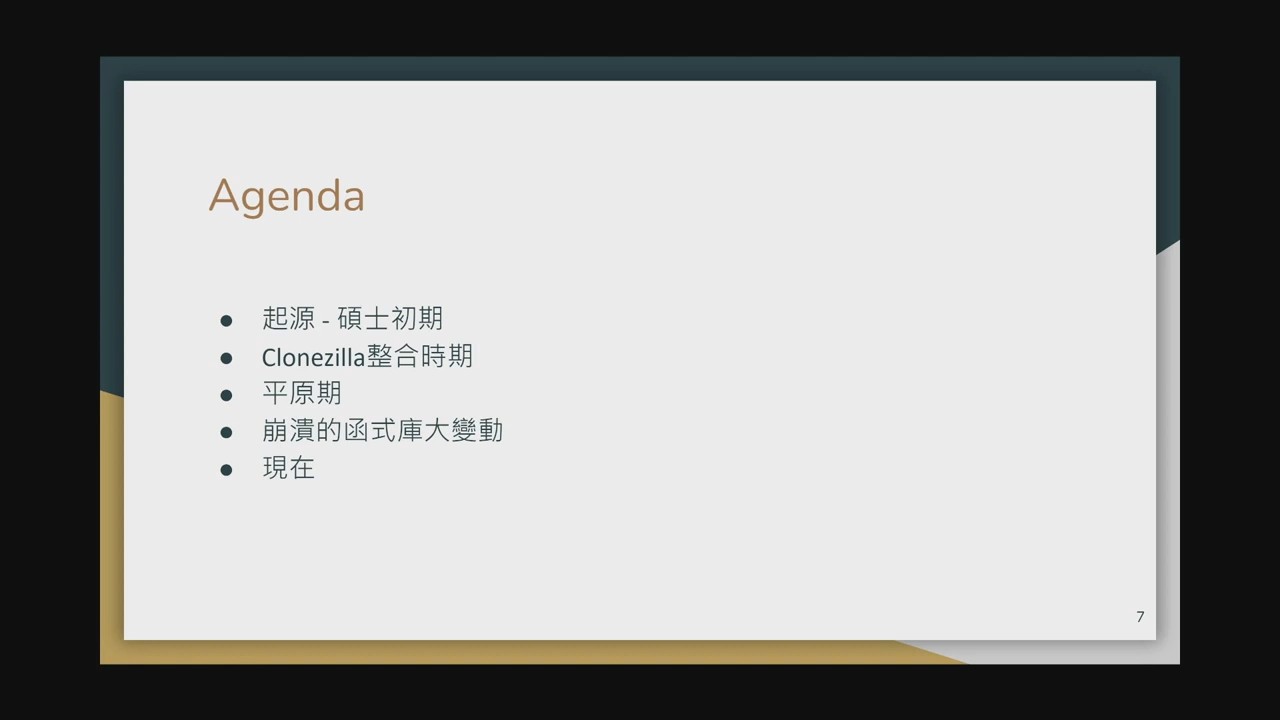 Agenda
● 起源 - 碩士初期
● Clonezilla整合時期
● 平原期
● 崩潰的函式庫大變動
● 現在
7